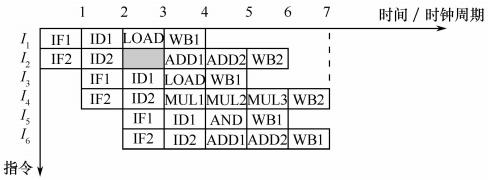 1 2 3 4 5 6 7 时间/时钟周期
I1 IF1 ID1 LOAD WB1
I2 IF2 ID2 ADD1 ADD2 WB2
I3 IF1 ID1 LOAD WB1
I4 IF2 ID2 MUL1 MUL2 MUL3 WB2
I5 IF1 ID1 AND WB1
I6 IF2 ID2 ADD1 ADD2 WB1
指令